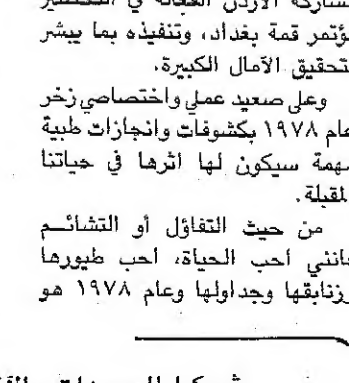 مشاركة الاردن الفعالة في التحضير
مؤتمر قمة بغداد، وتنفيذه بما يبشر
بتحقيق الآمال الكبيرة.
وعلى صعيد عملي واختصاصي زخر
عام ١٩٧٨ بكشوفات وانجازات طبية
مهمة سيكون لها اثرها في حياتنا
المقبلة.
من حيث التفاؤل أو التشائم
فانني أحب الحياة، احب طيورها
وزنابقها وجداولها وعام ١٩٧٨ هو